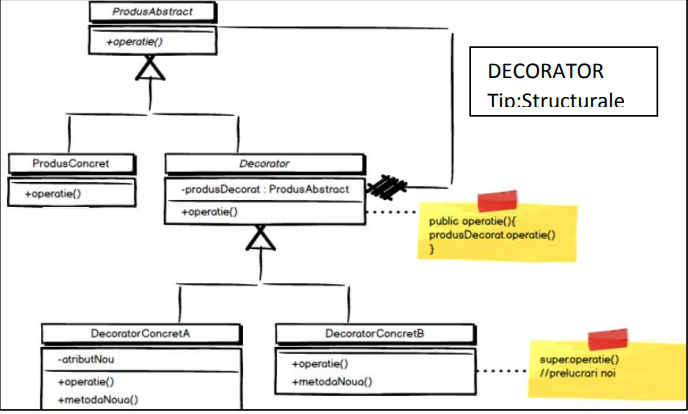 ProdusAbstract
+operatie()
DECORATOR
Tip:Structurale
ProdusConcret
+operatie()
Decorator
-produsDecorat : ProdusAbstract
+operatie()
public operatie(){
produsDecorat.operatie()
}
DecoratorConcretA
-atributNou
+operatie()
+metodaNoua()
DecoratorConcretB
+operatie()
+metodaNoua()
super.operatie()
//prelucrari noi